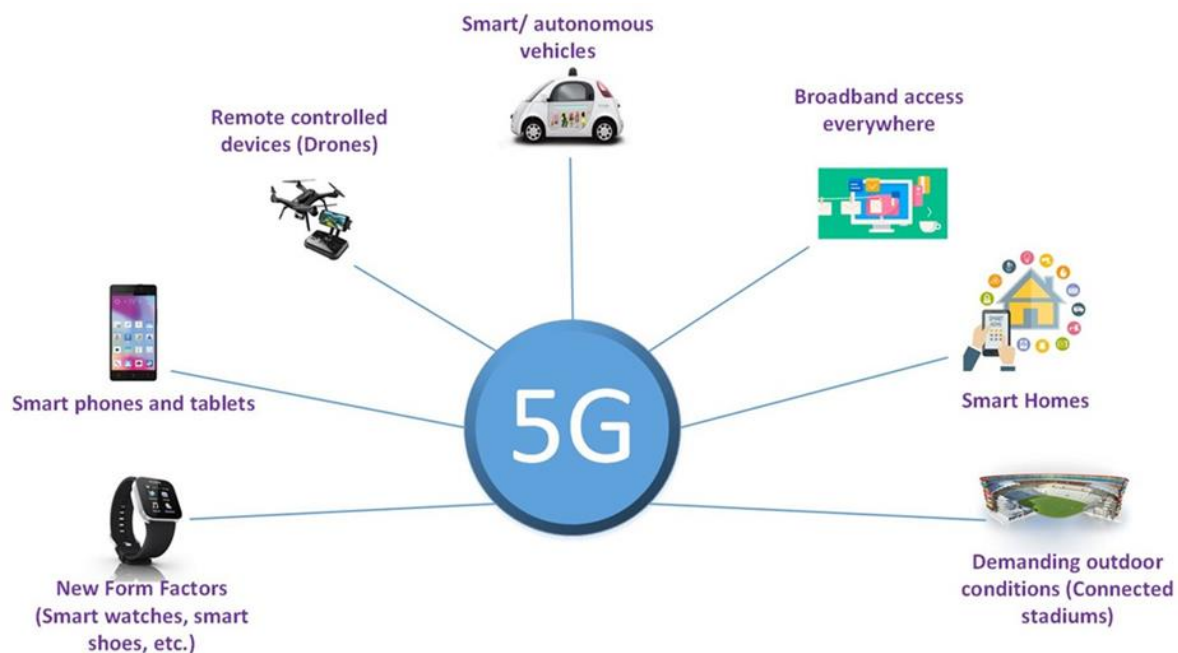 Smart/ autonomous
vehicles
Remote controlled
devices (Drones)
Broadband access
everywhere
Smart phones and tablets
5G
Smart Homes
New Form Factors
(Smart watches, smart
shoes, etc.)
Demanding outdoor
conditions (Connected
stadiums)